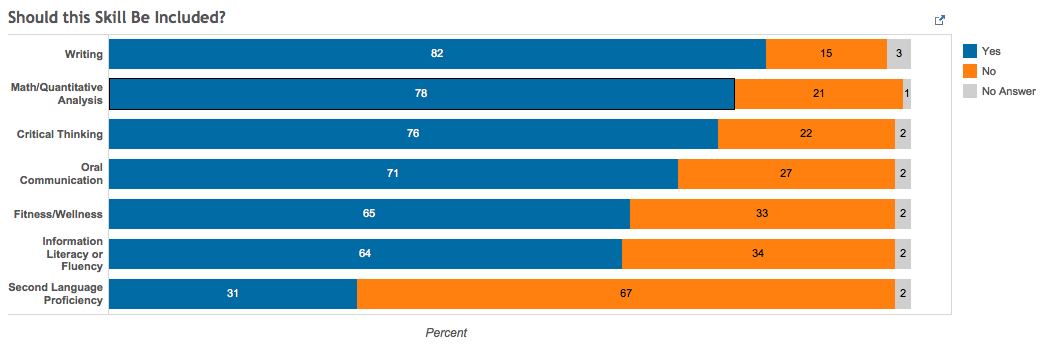 Should this Skill Be Included?
Yes
No
No Answer
Writing
82 15 3
Math/Quantitative
Analysis
78 21 1
Critical Thinking
76 22 2
Oral
Communication
71 27 2
Fitness/Wellness
65 33 2
Information
Literacy or
Fluency
64 34 2
Second Language
Proficiency
31 67 2
Percent